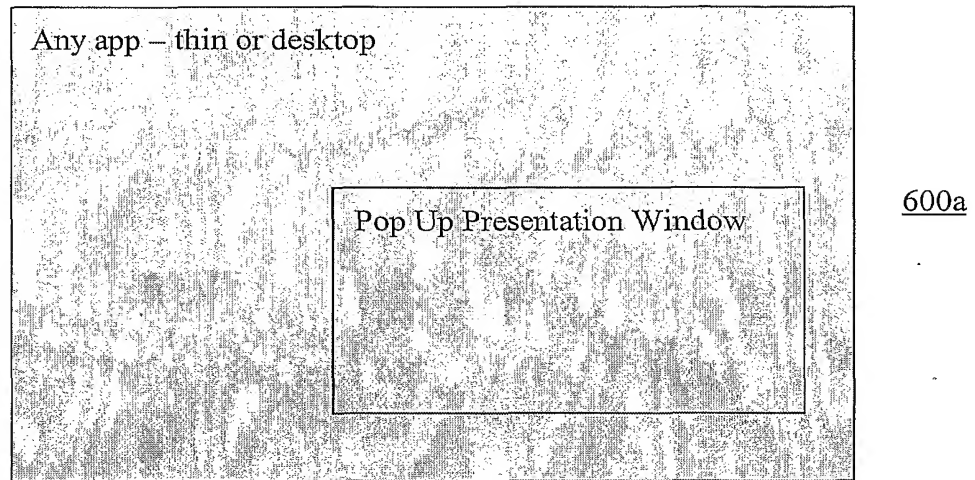 Any app – thin or desktop
Pop Up Presentation Window
600a